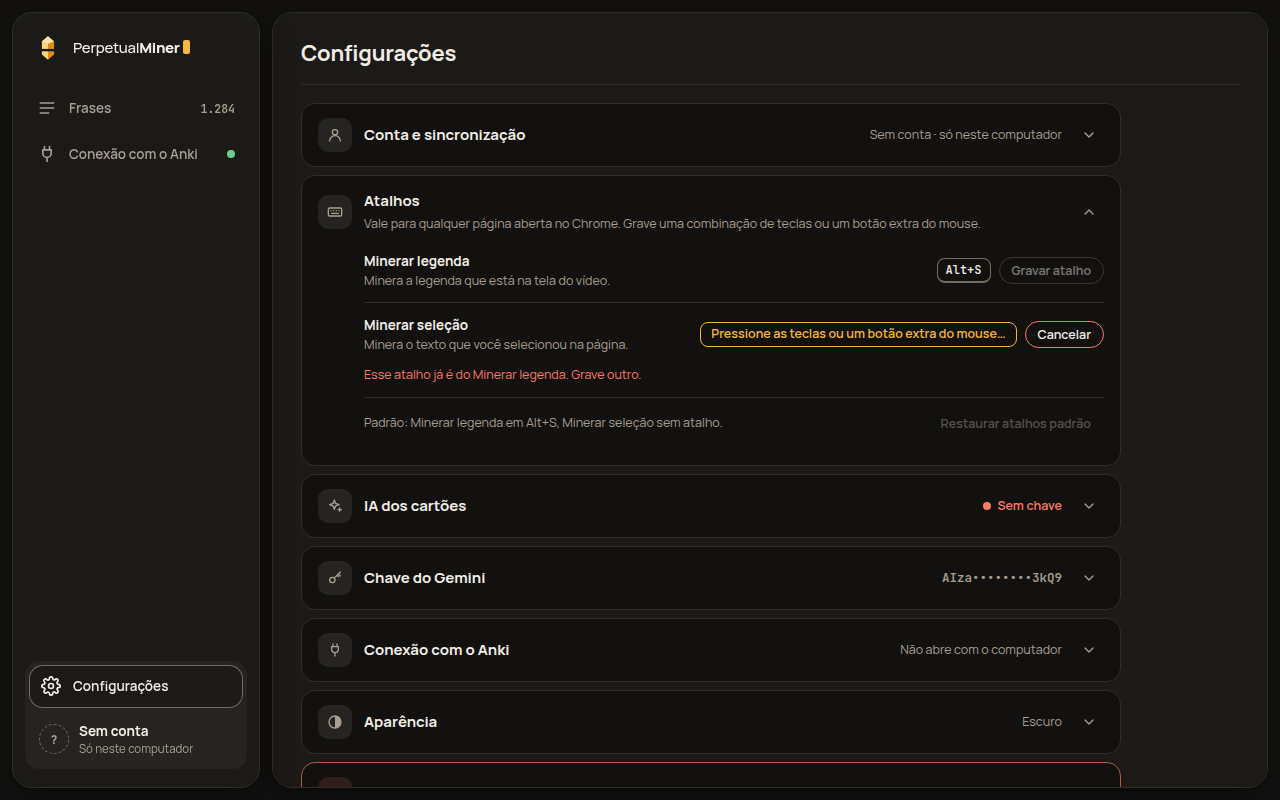 PerpetualMiner
Frases 1.284
Conexão com o Anki
Configurações
? Sem conta
Só neste computador
Configurações
Conta e sincronização Sem conta · só neste computador
Atalhos
Vale para qualquer página aberta no Chrome. Grave uma combinação de teclas ou um botão extra do mouse.
Minerar legenda
Minera a legenda que está na tela do vídeo.
Alt+S Gravar atalho
Minerar seleção
Minera o texto que você selecionou na página.
Pressione as teclas ou um botão extra do mouse… Cancelar
Esse atalho já é do Minerar legenda. Grave outro.
Padrão: Minerar legenda em Alt+S, Minerar seleção sem atalho. Restaurar atalhos padrão
IA dos cartões Sem chave
Chave do Gemini AIza••••••••3kQ9
Conexão com o Anki Não abre com o computador
Aparência Escuro